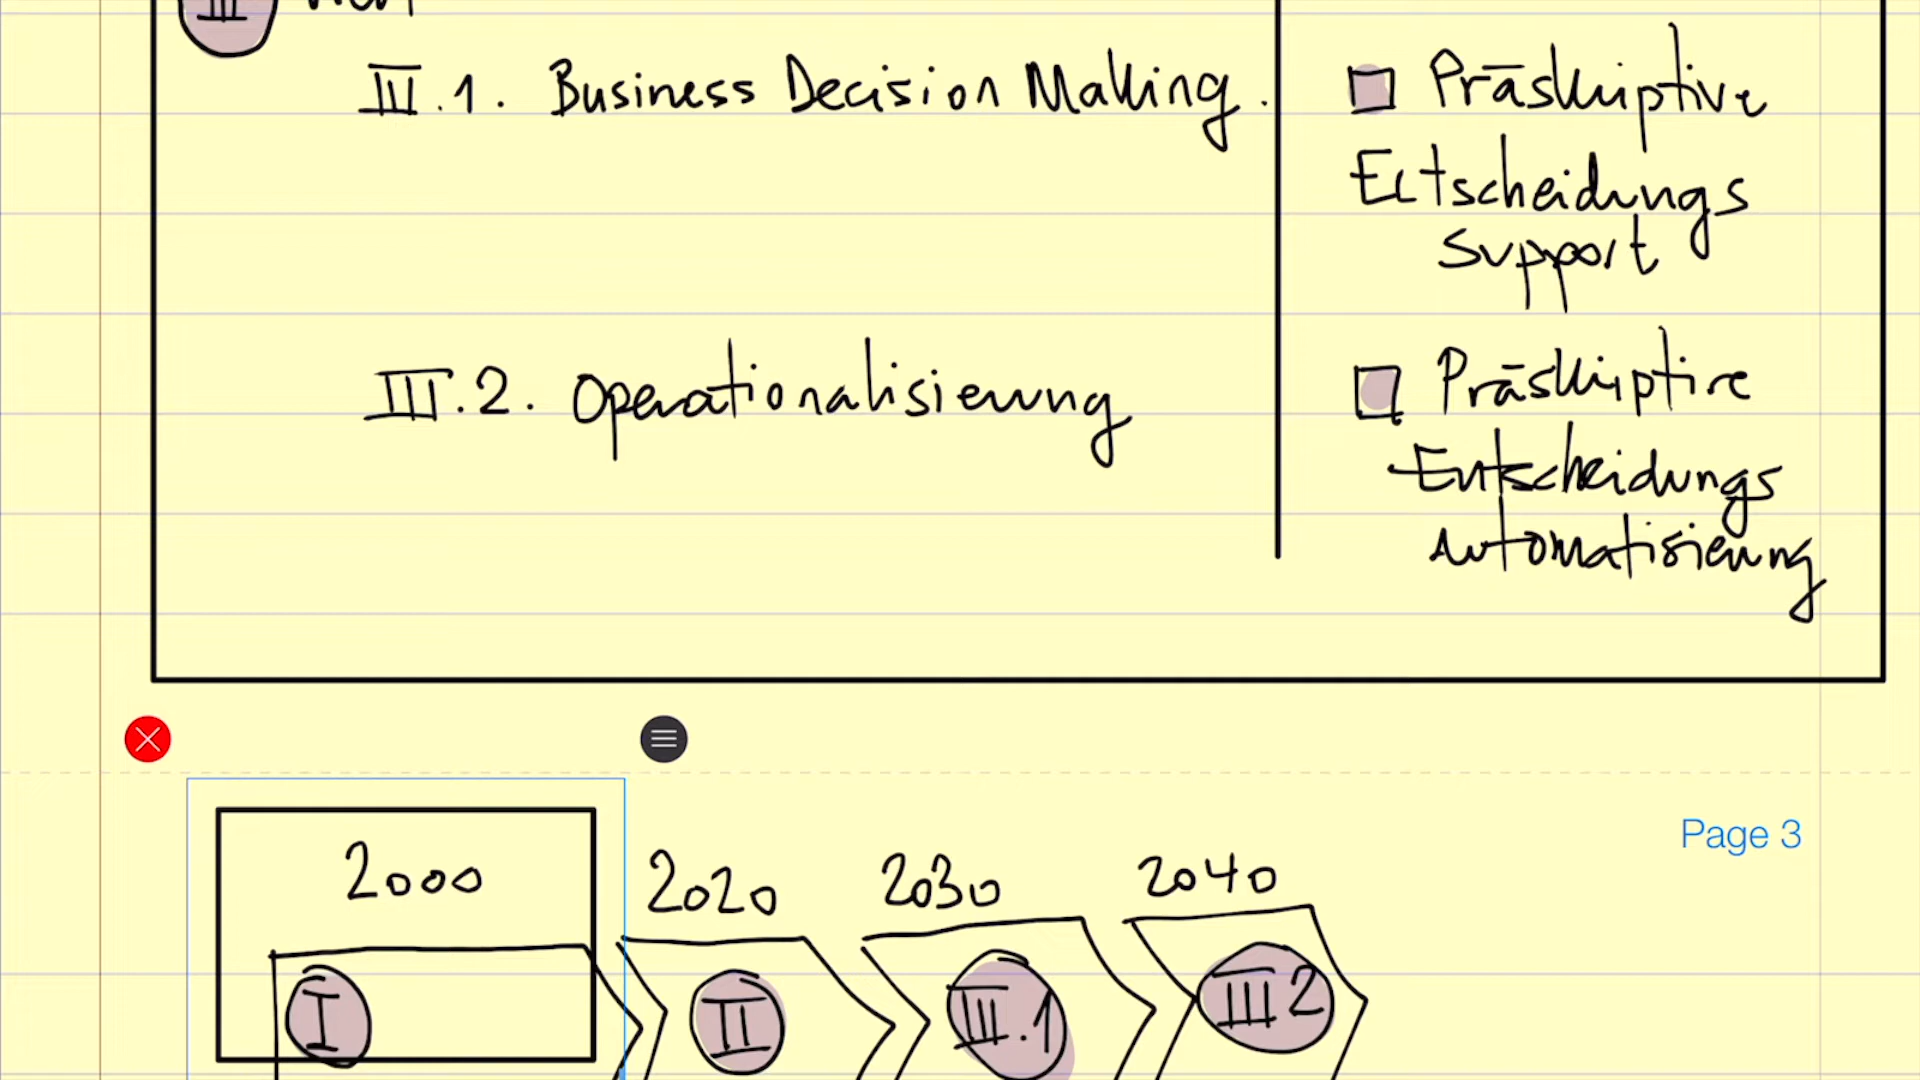 III
III.1. Business Decision Making.
Präskriptive
Entscheidungs
support
III.2. Operationalisierung
Präskriptive
Entscheidungs
automatisierung
Page 3
2000
2020
2030
2040
I
II
III.1
III 2